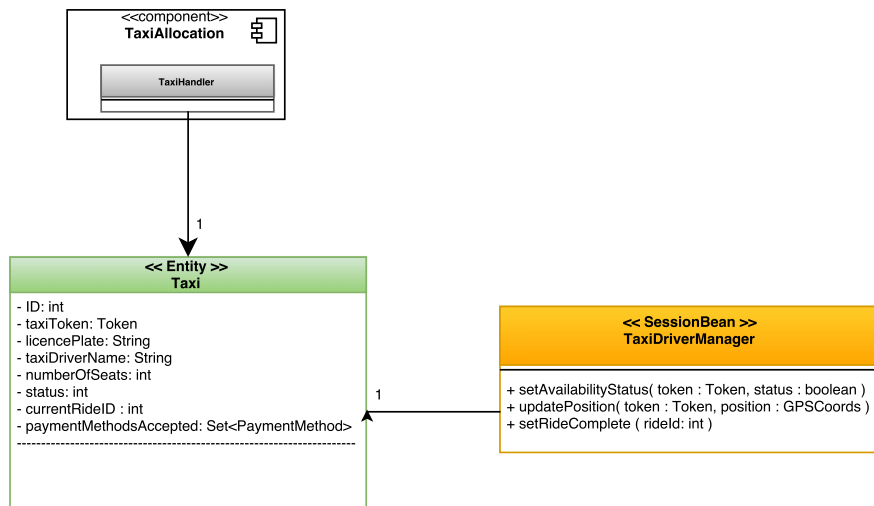 <<component>>
TaxiAllocation
TaxiHandler
1
<< Entity >>
Taxi
- ID: int
- taxiToken: Token
- licencePlate: String
- taxiDriverName: String
- numberOfSeats: int
- status: int
- currentRideID : int
- paymentMethodsAccepted: Set<PaymentMethod>
1
<< SessionBean >>
TaxiDriverManager
+ setAvailabilityStatus( token : Token, status : boolean )
+ updatePosition( token : Token, position : GPSCoords )
+ setRideComplete ( rideId: int )